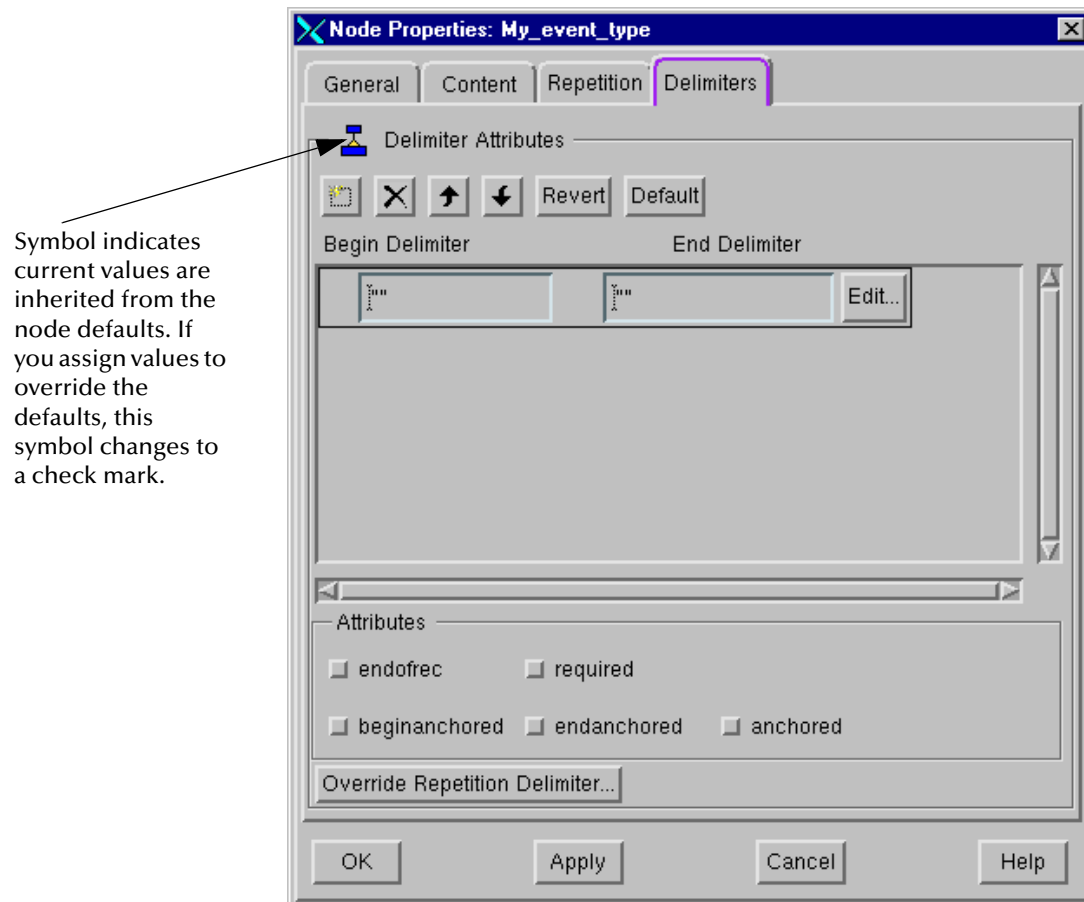 Node Properties: My_event_type
General Content Repetition Delimiters
Delimiter Attributes
Revert Default
Begin Delimiter End Delimiter
"" "" Edit...
Symbol indicates
current values are
inherited from the
node defaults. If
you assign values to
override the
defaults, this
symbol changes to
a check mark.
Attributes
endofrec required
beginanchored endanchored anchored
Override Repetition Delimiter...
OK Apply Cancel Help